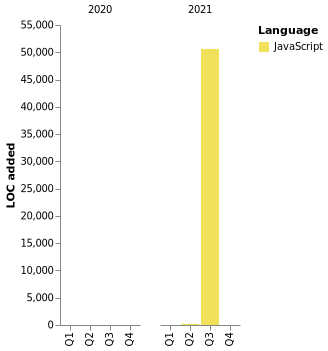 2020
2021
Language
JavaScript
LOC added
55,000
50,000
45,000
40,000
35,000
30,000
25,000
20,000
15,000
10,000
5,000
0
Q1
Q2
Q3
Q4
Q1
Q2
Q3
Q4